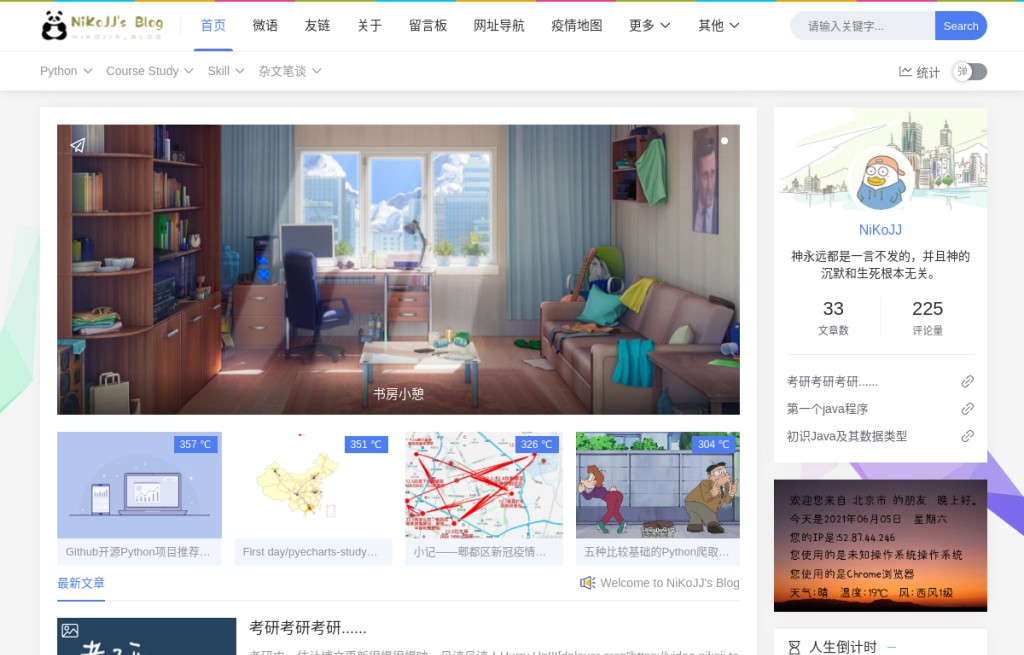 NiKoJJ's Blog
NIKOJJS_BLOG
首页
微语
友链
关于
留言板
网址导航
疫情地图
更多
其他
请输入关键字...
Search
Python
Course Study
Skill
杂文笔谈
统计
弹
书房小憩
NiKoJJ
神永远都是一言不发的，并且神的
沉默和生死根本无关。
33
225
文章数
评论量
考研考研考研......
第一个java程序
初识Java及其数据类型
357 ℃
351 ℃
326 ℃
304 ℃
Github开源Python项目推荐...
First day/pyecharts-study...
小记——郫都区新冠疫情...
五种比较基础的Python爬取...
最新文章
Welcome to NiKoJJ's Blog
欢迎您来自 北京市 的朋友 晚上好。
今天是2021年06月05日 星期六
您的IP是:52.87.44.246
您使用的是未知操作系统操作系统
您使用的是Chrome浏览器
天气:晴 温度:19℃ 风:西风1级
考研考研考研......
人生倒计时